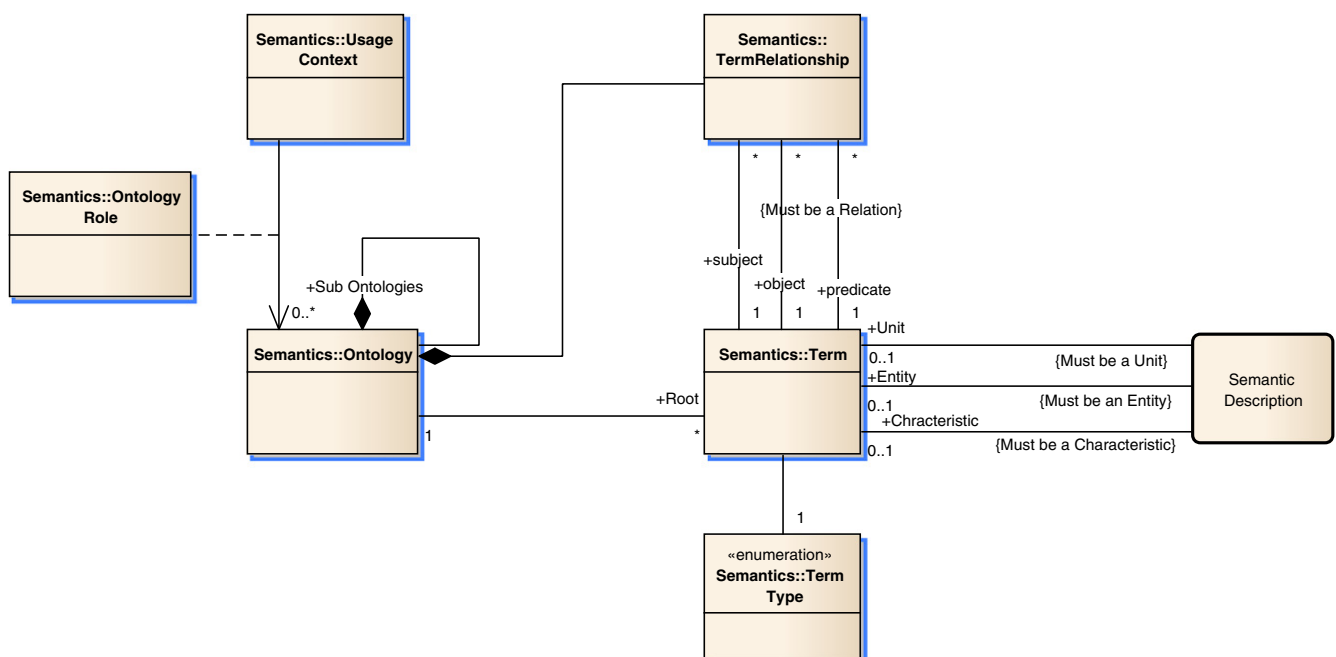 Semantics::Usage
Context
Semantics::
TermRelationship
Semantics::Ontology
Role
*
*
*
{Must be a Relation}
+subject
+object
+predicate
+Sub Ontologies
0..*
1
1
1
Semantics::Ontology
Semantics::Term
+Unit
0..1
{Must be a Unit}
+Entity
0..1
{Must be an Entity}
+Chracteristic
0..1
{Must be a Characteristic}
Semantic
Description
+Root
1
*
1
«enumeration»
Semantics::Term
Type